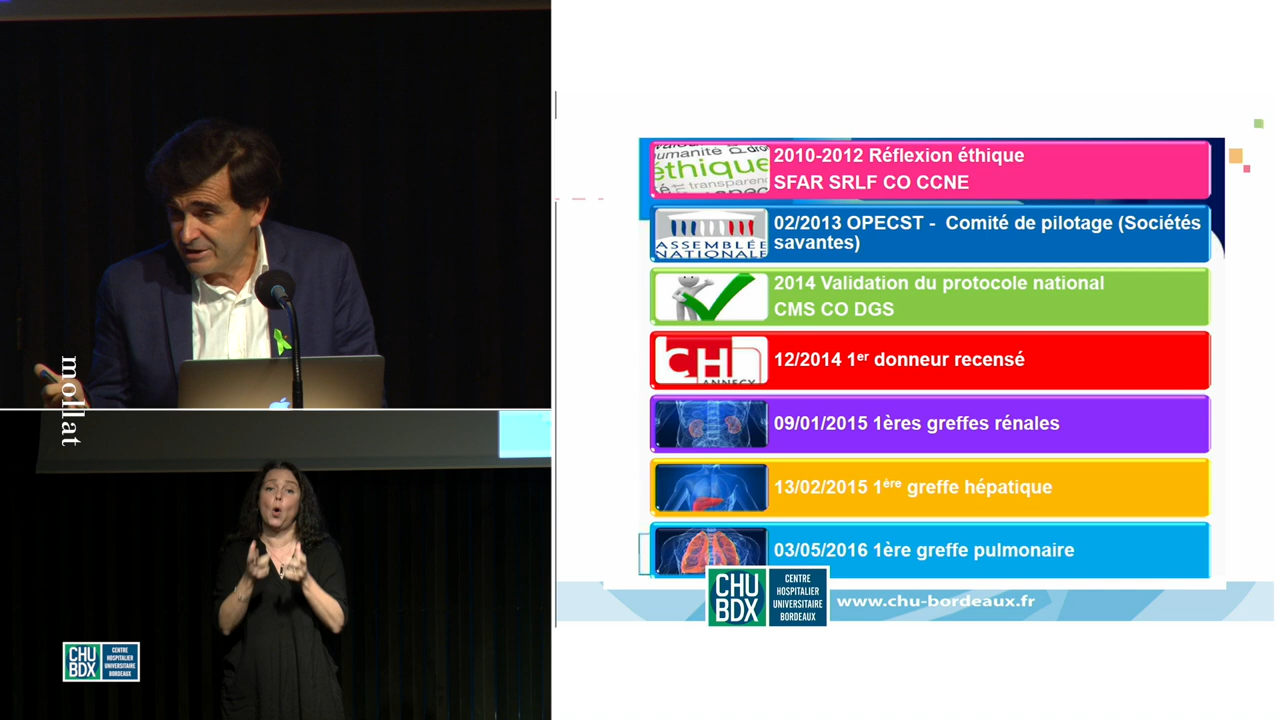 mollat
CHU
BDX
CENTRE
HOSPITALIER
UNIVERSITAIRE
BORDEAUX
humanité
éthique
transparen
2010-2012 Réflexion éthique
SFAR SRLF CO CCNE
ASSEMBLÉE
NATIONALE
02/2013 OPECST - Comité de pilotage (Sociétés
savantes)
2014 Validation du protocole national
CMS CO DGS
CH
ANNECY
12/2014 1er donneur recensé
09/01/2015 1ères greffes rénales
13/02/2015 1ère greffe hépatique
03/05/2016 1ère greffe pulmonaire
CHU
BDX
CENTRE
HOSPITALIER
UNIVERSITAIRE
BORDEAUX
www.chu-bordeaux.fr